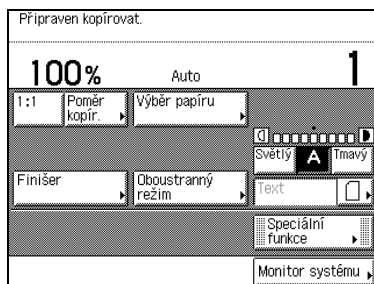 Připraven kopírovat.
100% Auto 1
1:1 Poměr kopír. Výběr papíru
Světlý A Tmavý
Finišer Oboustranný režim Text
Speciální funkce
Monitor systému